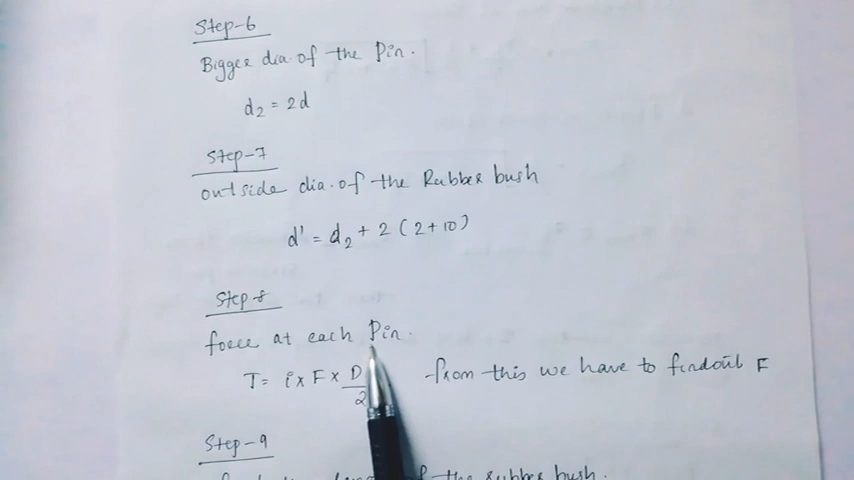 Step-6
Bigger dia. of the Pin.
d₂ = 2d
Step-7
outside dia. of the Rubber bush
d' = d₂ + 2 (2+10)
Step-8
force at each Pin.
T = i x F x D/2 from this we have to findout F
Step-9
of the rubber bush.